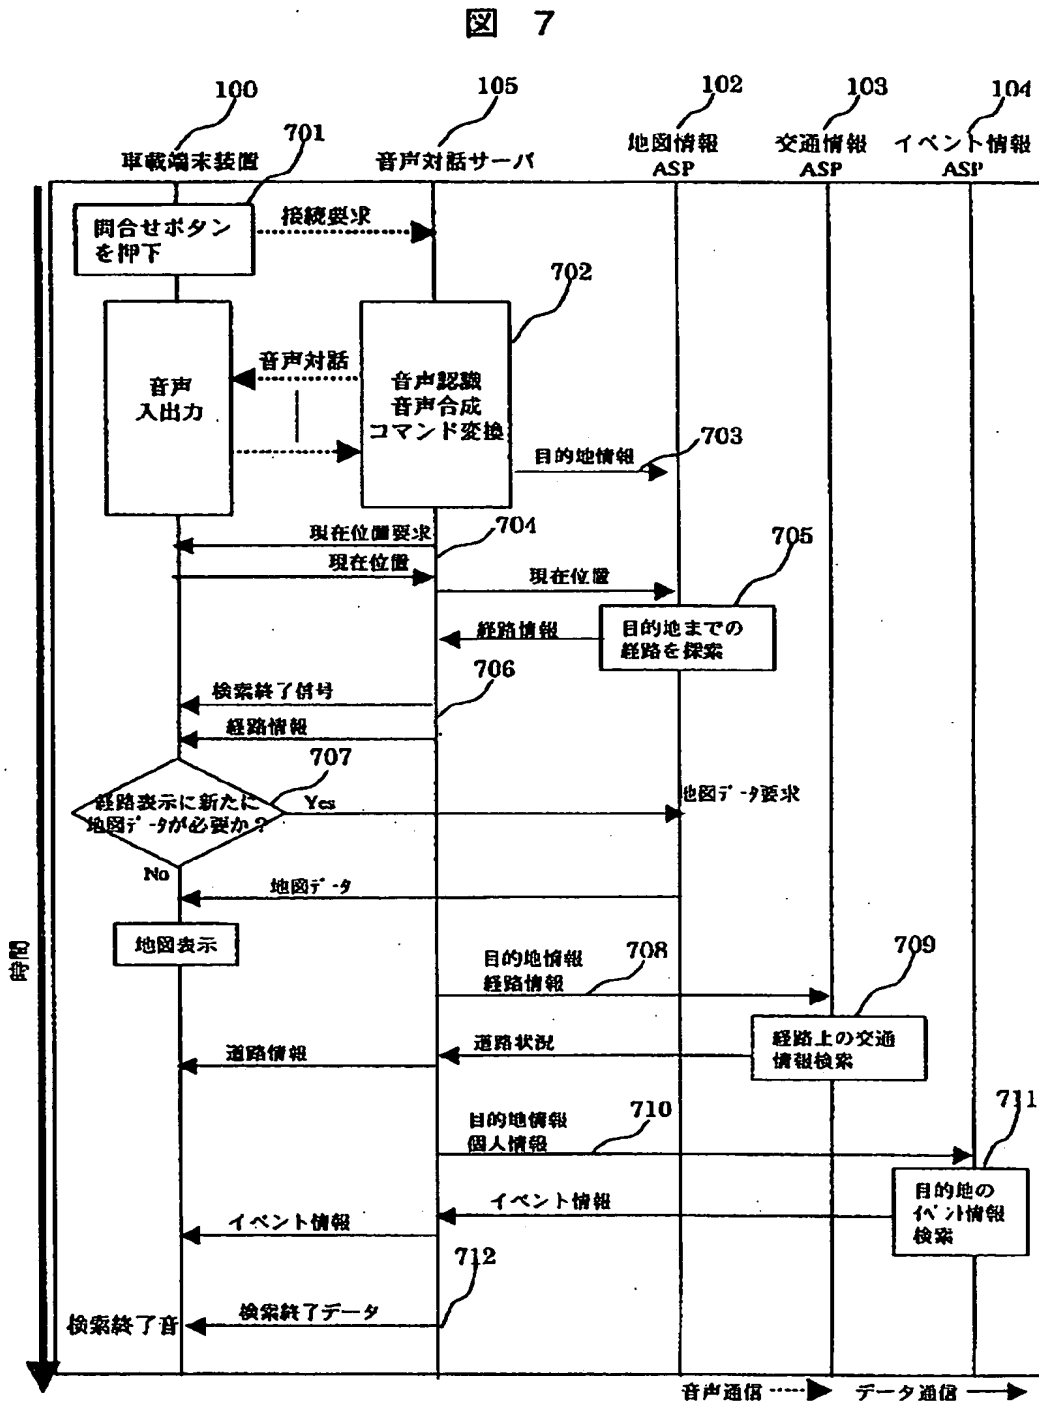 図 7
100
105
102
103
104
701
車載端末装置
音声対話サーバ
地図情報
ASP
交通情報
ASP
イベント情報
ASP
問合せボタン
を押下
接続要求
702
音声
入出力
音声対話
音声認識
音声合成
コマンド変換
目的地情報
703
現在位置要求
704
現在位置
現在位置
705
目的地までの
経路を探索
経路情報
706
検索終了信号
経路情報
707
経路表示に新たに
地図データが必要か？
Yes
地図データ要求
No
地図データ
地図表示
時間
目的地情報
経路情報
708
709
経路上の交通
情報検索
道路状況
道路情報
目的地情報
個人情報
710
711
目的地の
イベント情報
検索
イベント情報
イベント情報
712
検索終了データ
検索終了音
音声通信
データ通信